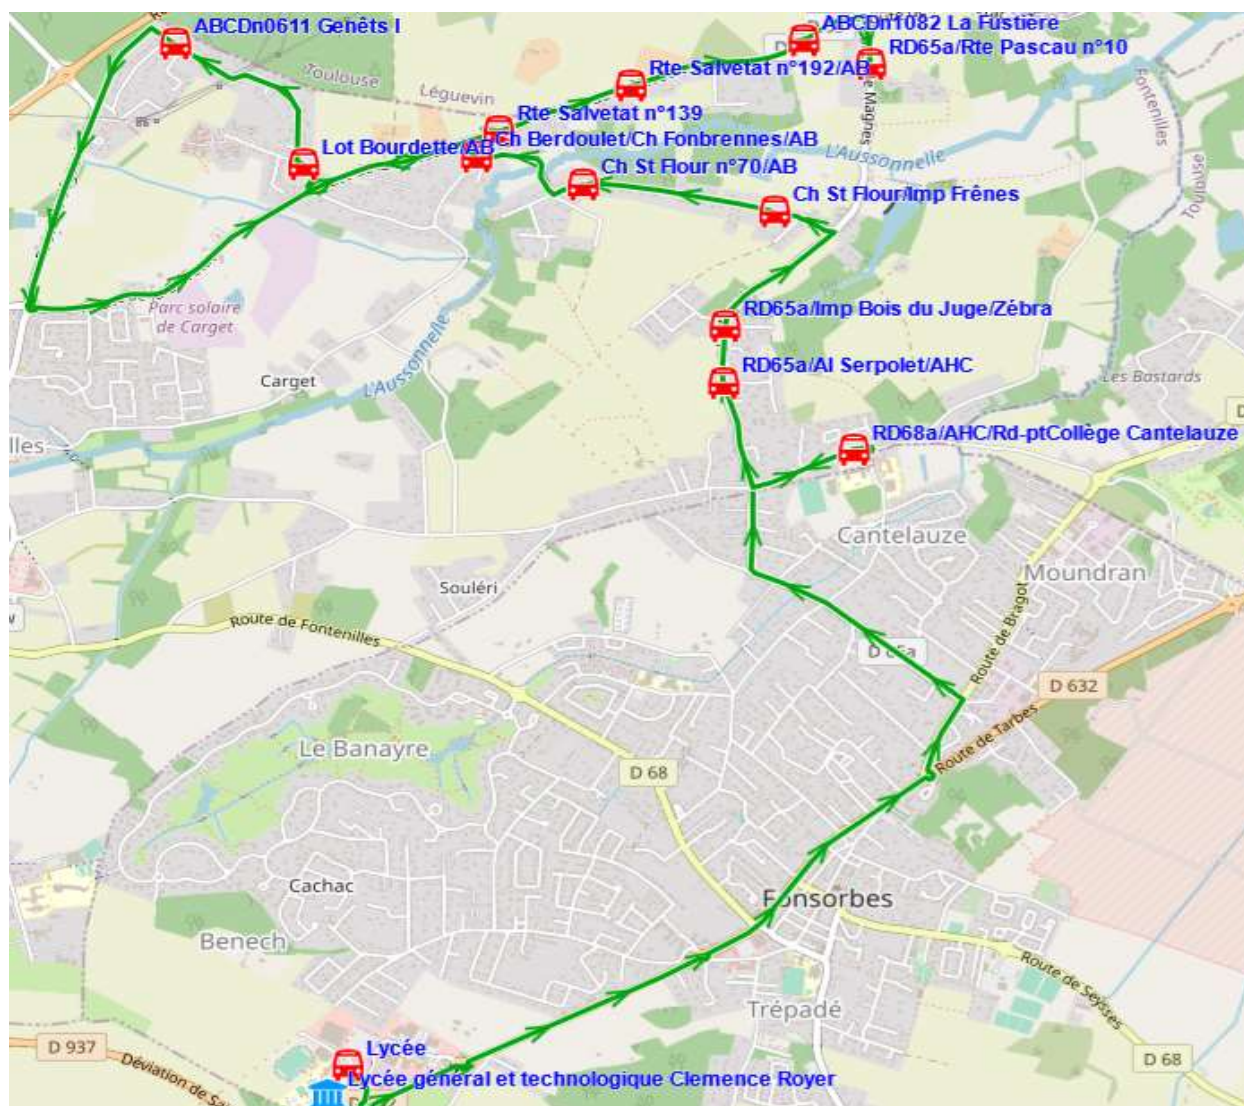 ABCDn0611 Genêts I
ABCDn1082 La Fustière
RD65a/Rte Pascau n°10
Toulouse
Rte Salvetat n°192/AB
Léguevin
Fontenilles
Rte Salvetat n°139
Magnes
Lot Bourdette/AB
Ch Berdoulet/Ch Fonbrennes/AB
L'Aussonnelle
Ch St Flour n°70/AB
Ch St Flour/Imp Frênes
Toulouse
Parc solaire
de Carget
RD65a/Imp Bois du Juge/Zébra
L'Aussonnelle
Carget
RD65a/Al Serpolet/AHC
Les Bastards
RD68a/AHC/Rd-ptCollège Cantelauze
lles
Cantelauze
Moundran
Souléri
Route de Fontenilles
Route de Bragot
D 65a
D 632
Route de Tarbes
Le Banayre
D 68
Cachac
Fonsorbes
Benech
Route de Seysses
Trépadé
D 937
Lycée
D 68
Déviation de Sai
Lycée général et technologique Clemence Royer